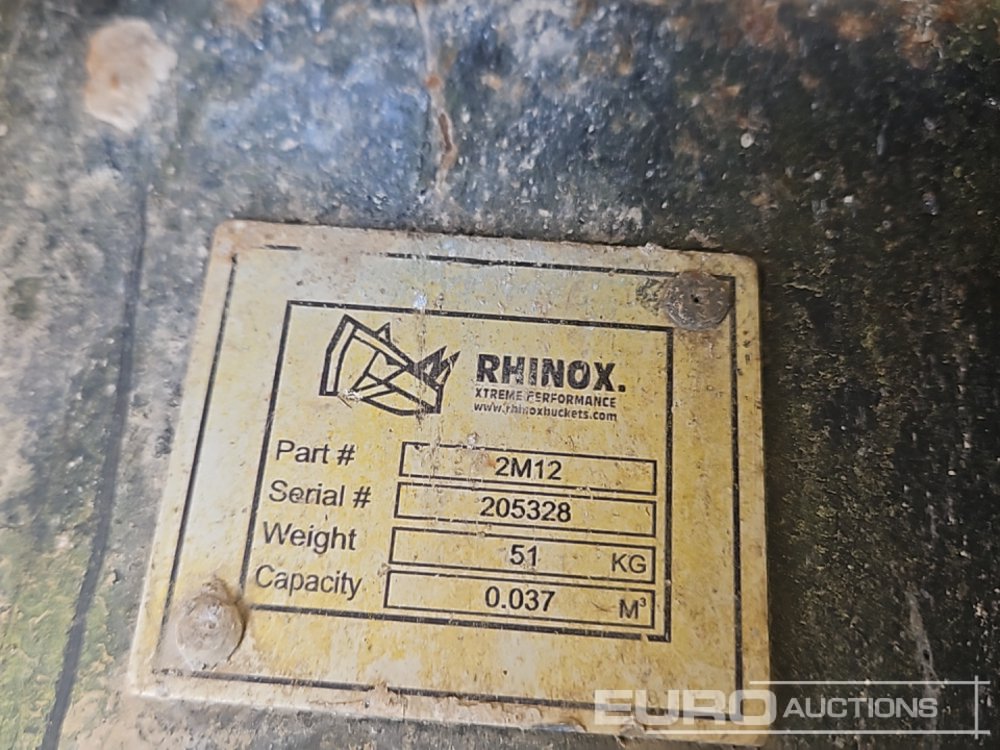 RHINOX.
XTREME PERFORMANCE
www.rhinoxbuckets.com
Part # 2M12
Serial # 205328
Weight 51 KG
Capacity 0.037 M³
EURO AUCTIONS